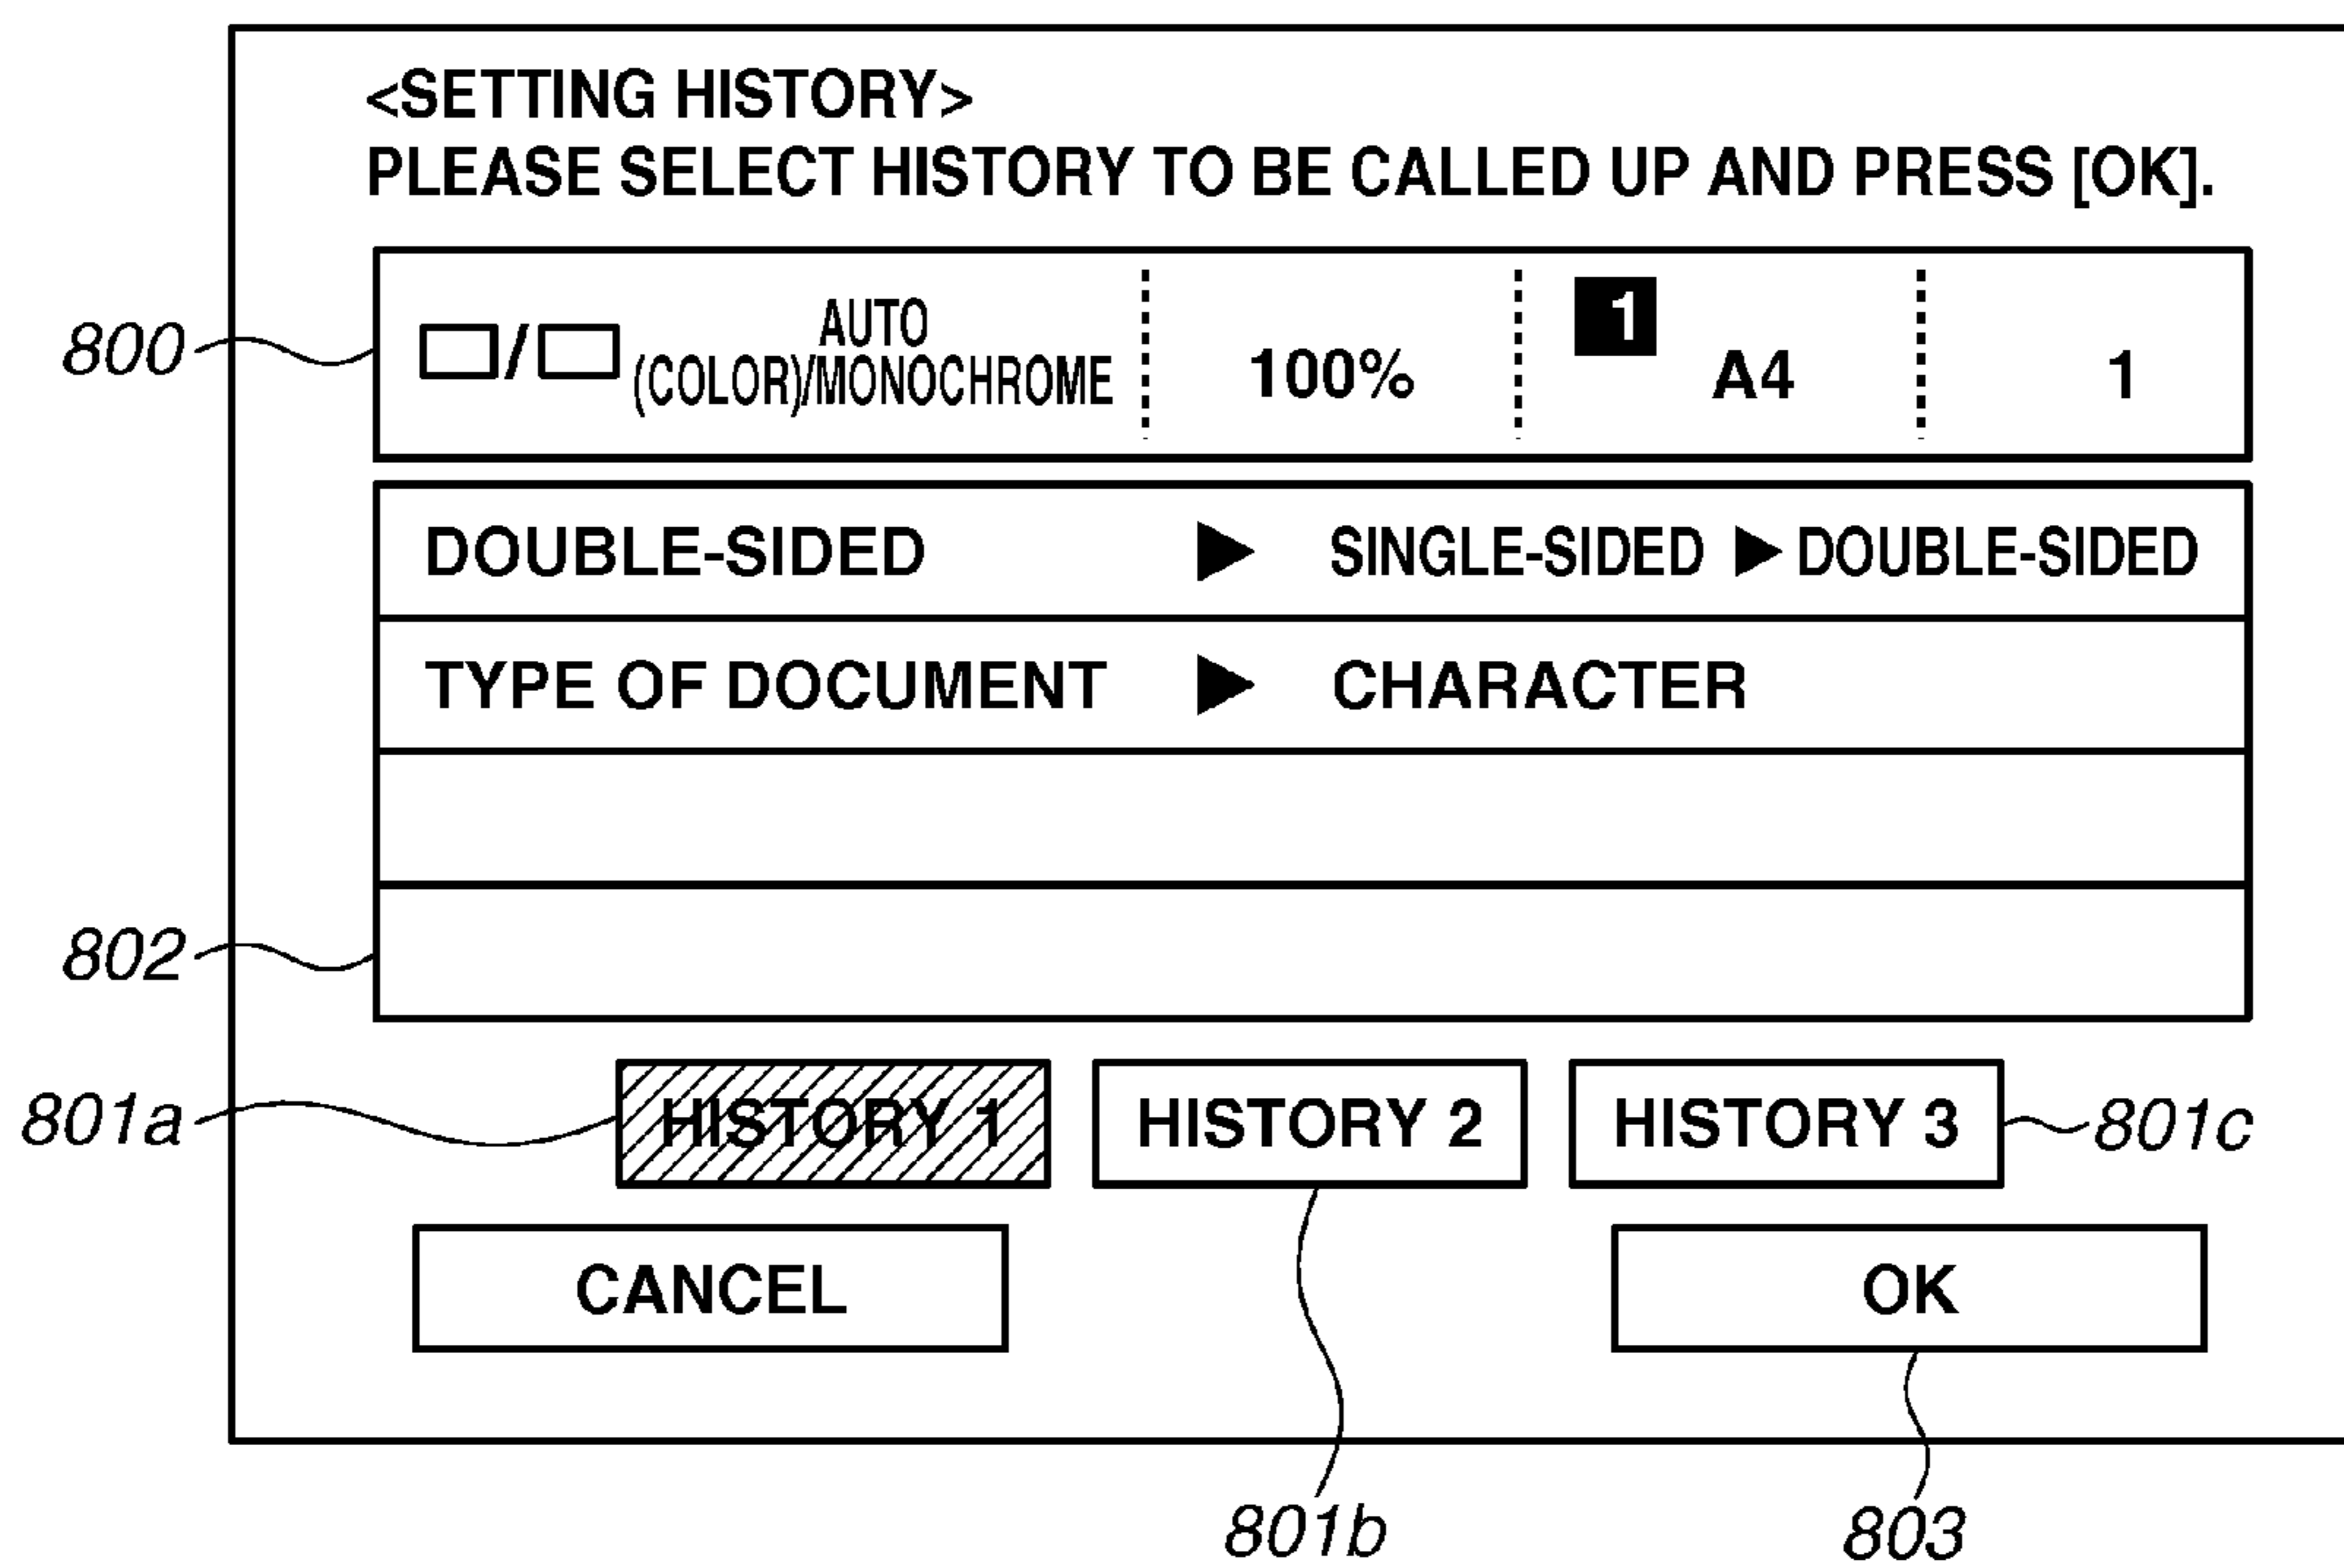 <SETTING HISTORY>
PLEASE SELECT HISTORY TO BE CALLED UP AND PRESS [OK].
800
AUTO
(COLOR)/MONOCHROME
100%
1
A4
1
DOUBLE-SIDED ▶ SINGLE-SIDED ▶ DOUBLE-SIDED
TYPE OF DOCUMENT ▶ CHARACTER
802
801a
HISTORY 1
HISTORY 2
HISTORY 3
801c
CANCEL
OK
801b
803